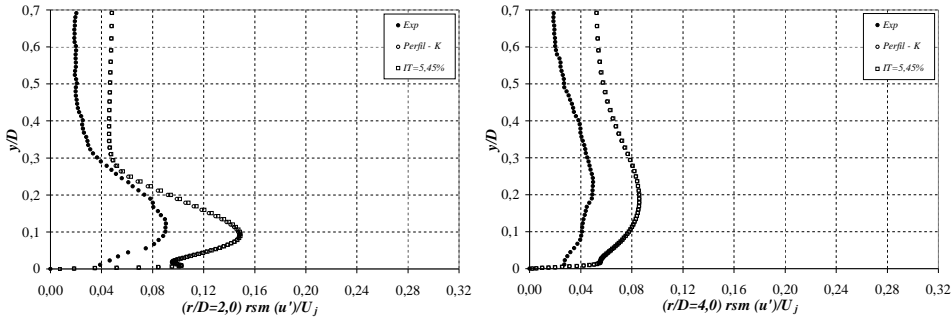 0,7
0,6
0,5
0,4
0,3
0,2
0,1
0
y/D
0,00 0,04 0,08 0,12 0,16 0,20 0,24 0,28 0,32
(r/D=2,0) rsm (u')/Uj
Exp
Perfil - K
IT=5,45%
0,7
0,6
0,5
0,4
0,3
0,2
0,1
0
y/D
0,00 0,04 0,08 0,12 0,16 0,20 0,24 0,28 0,32
(r/D=4,0) rsm (u')/Uj
Exp
Perfil - K
IT=5,45%